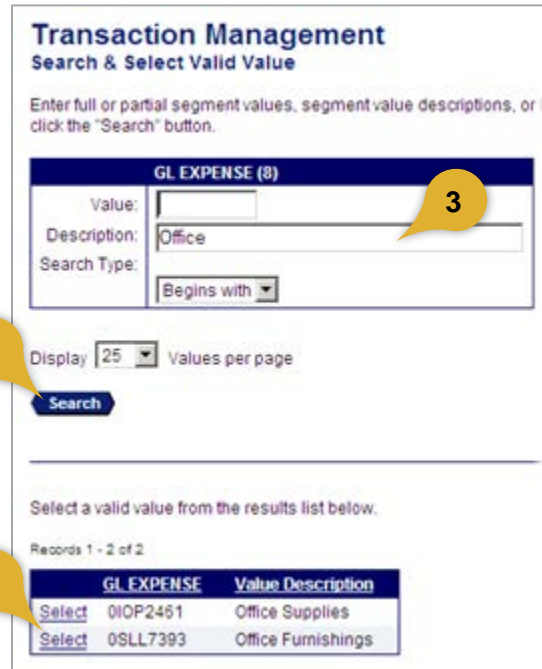 Transaction Management
Search & Select Valid Value
Enter full or partial segment values, segment value descriptions, or
click the "Search" button.
GL EXPENSE (8)
Value:
3
Description: Office
Search Type:
Begins with
Display 25 Values per page
Search
Select a valid value from the results list below.
Records 1 - 2 of 2
GL EXPENSE Value Description
Select 0IOP2461 Office Supplies
Select 0SLL7393 Office Furnishings